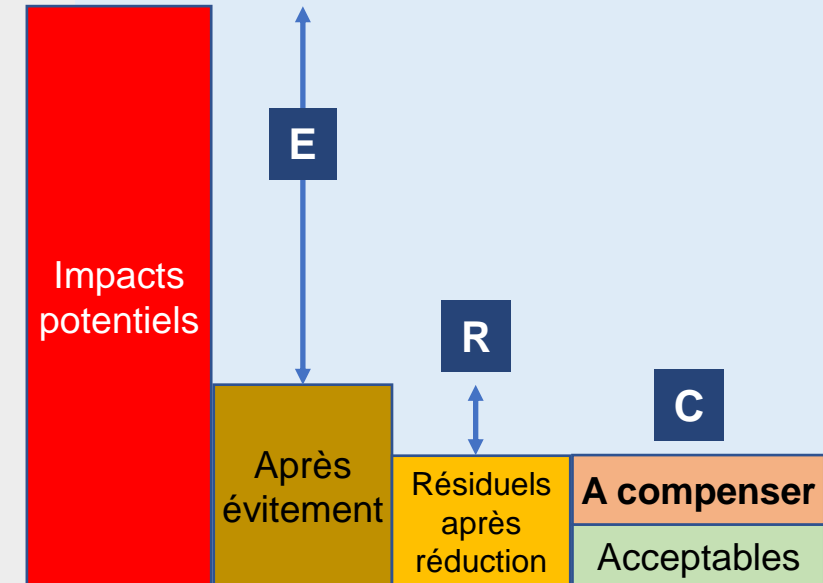 E
Impacts
potentiels
R
C
Après
évitement
Résiduels
après
réduction
A compenser
Acceptables